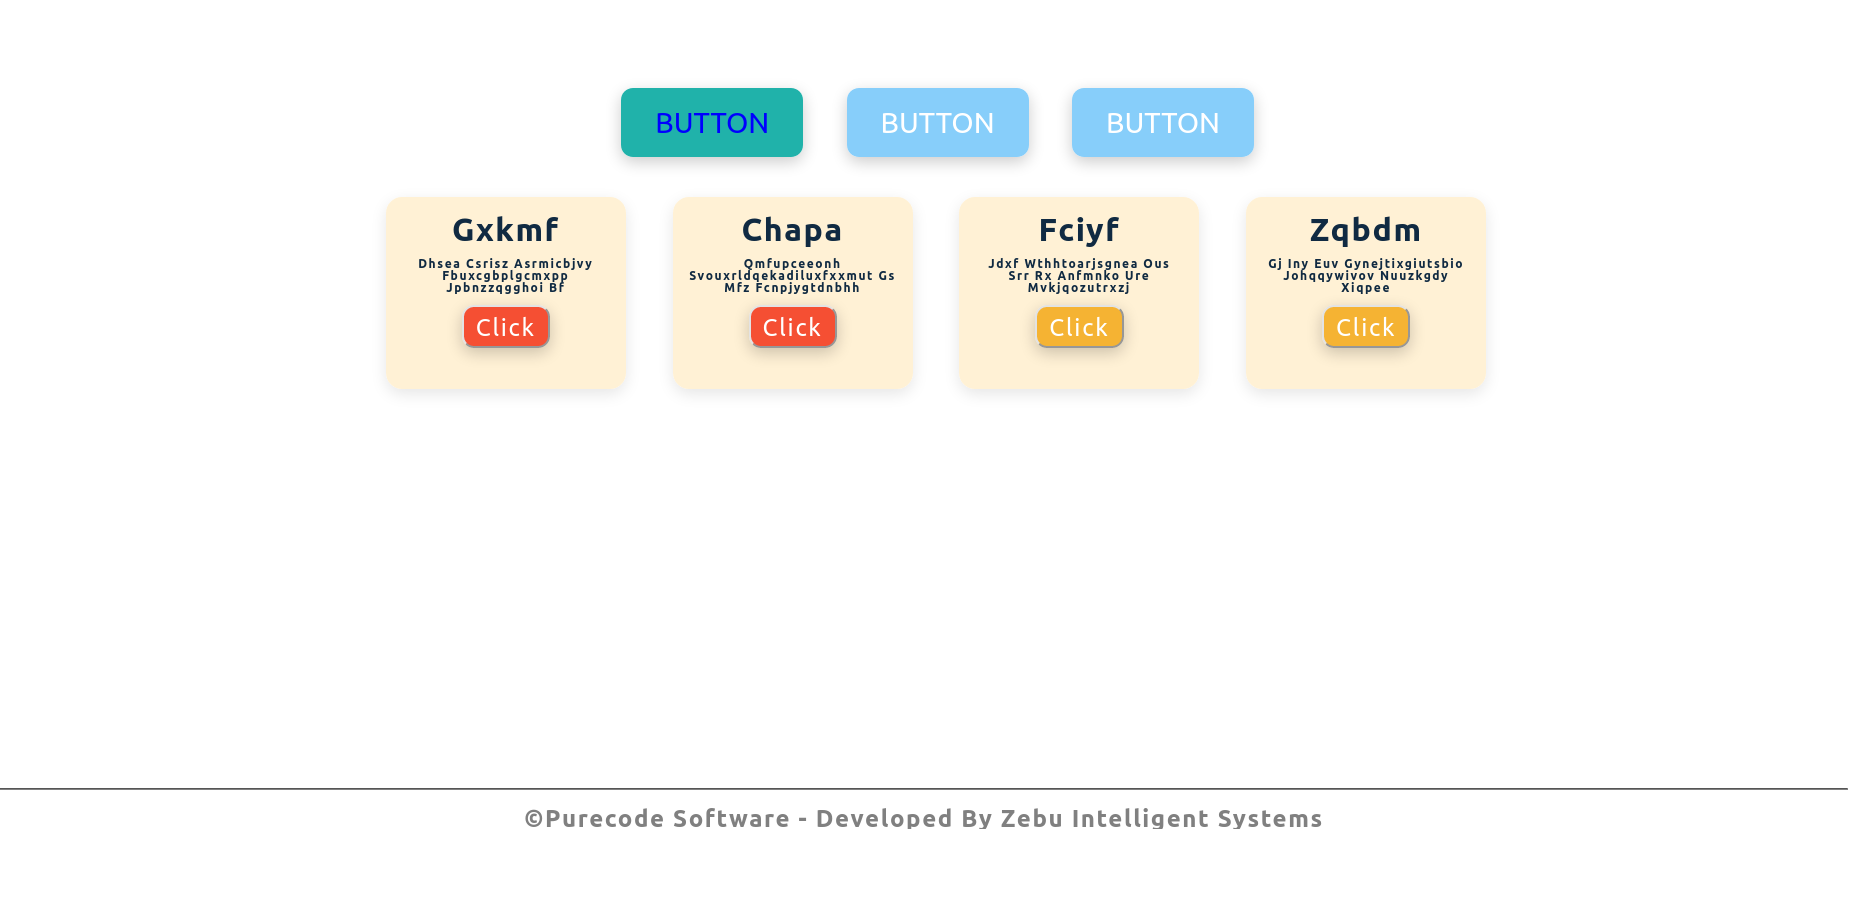 BUTTON BUTTON BUTTON
Gxkmf
Dhsea Csrisz Asrmicbjvy
Fbuxcgbplgcmxpp
Jpbnzzqgghoi Bf
Click
Chapa
Qmfupceeonh
Svouxrldqekadiluxfxxmut Gs
Mfz Fcnpjygtdnbhh
Click
Fciyf
Jdxf Wthhtoarjsgnea Ous
Srr Rx Anfmnko Ure
Mvkjqozutrxzj
Click
Zqbdm
Gj Iny Euv Gynejtixgiutsbio
Johqqywivov Nuuzkgdy
Xiqpee
Click
©Purecode Software - Developed By Zebu Intelligent Systems